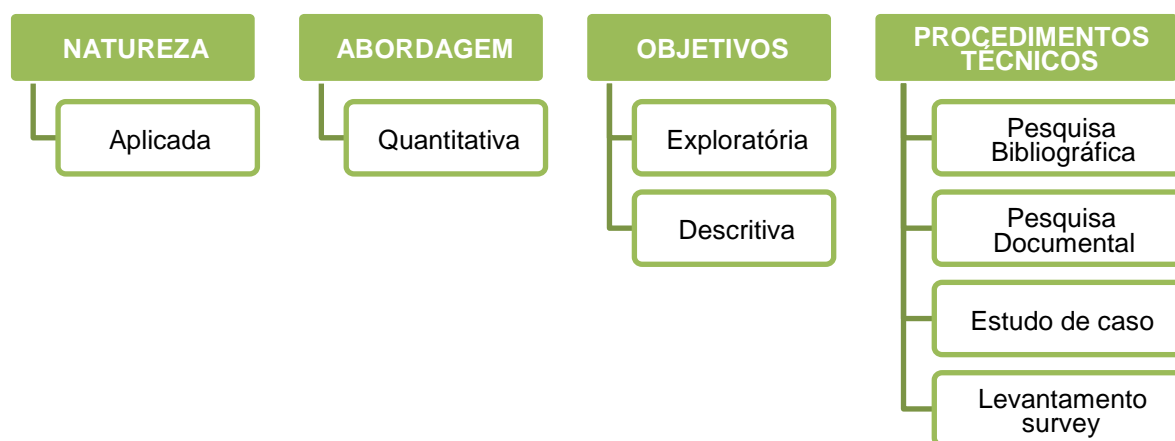 NATUREZA
Aplicada
ABORDAGEM
Quantitativa
OBJETIVOS
Exploratória
Descritiva
PROCEDIMENTOS
TÉCNICOS
Pesquisa
Bibliográfica
Pesquisa
Documental
Estudo de caso
Levantamento
survey